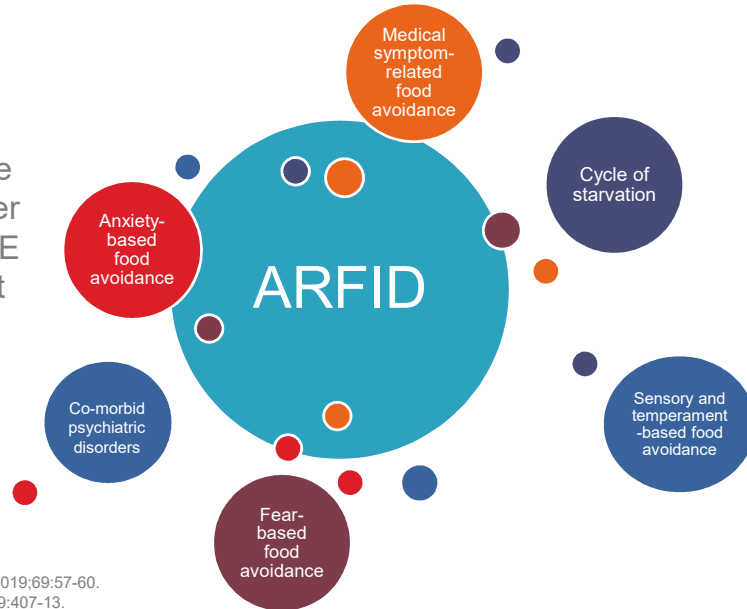 Medical
symptom-
related
food
avoidance
Cycle of
starvation
Anxiety-
based
food
avoidance
ARFID
E
Co-morbid
psychiatric
disorders
Sensory and
temperament
-based food
avoidance
Fear-
based
food
avoidance
019;69:57-60.
9:407-13.